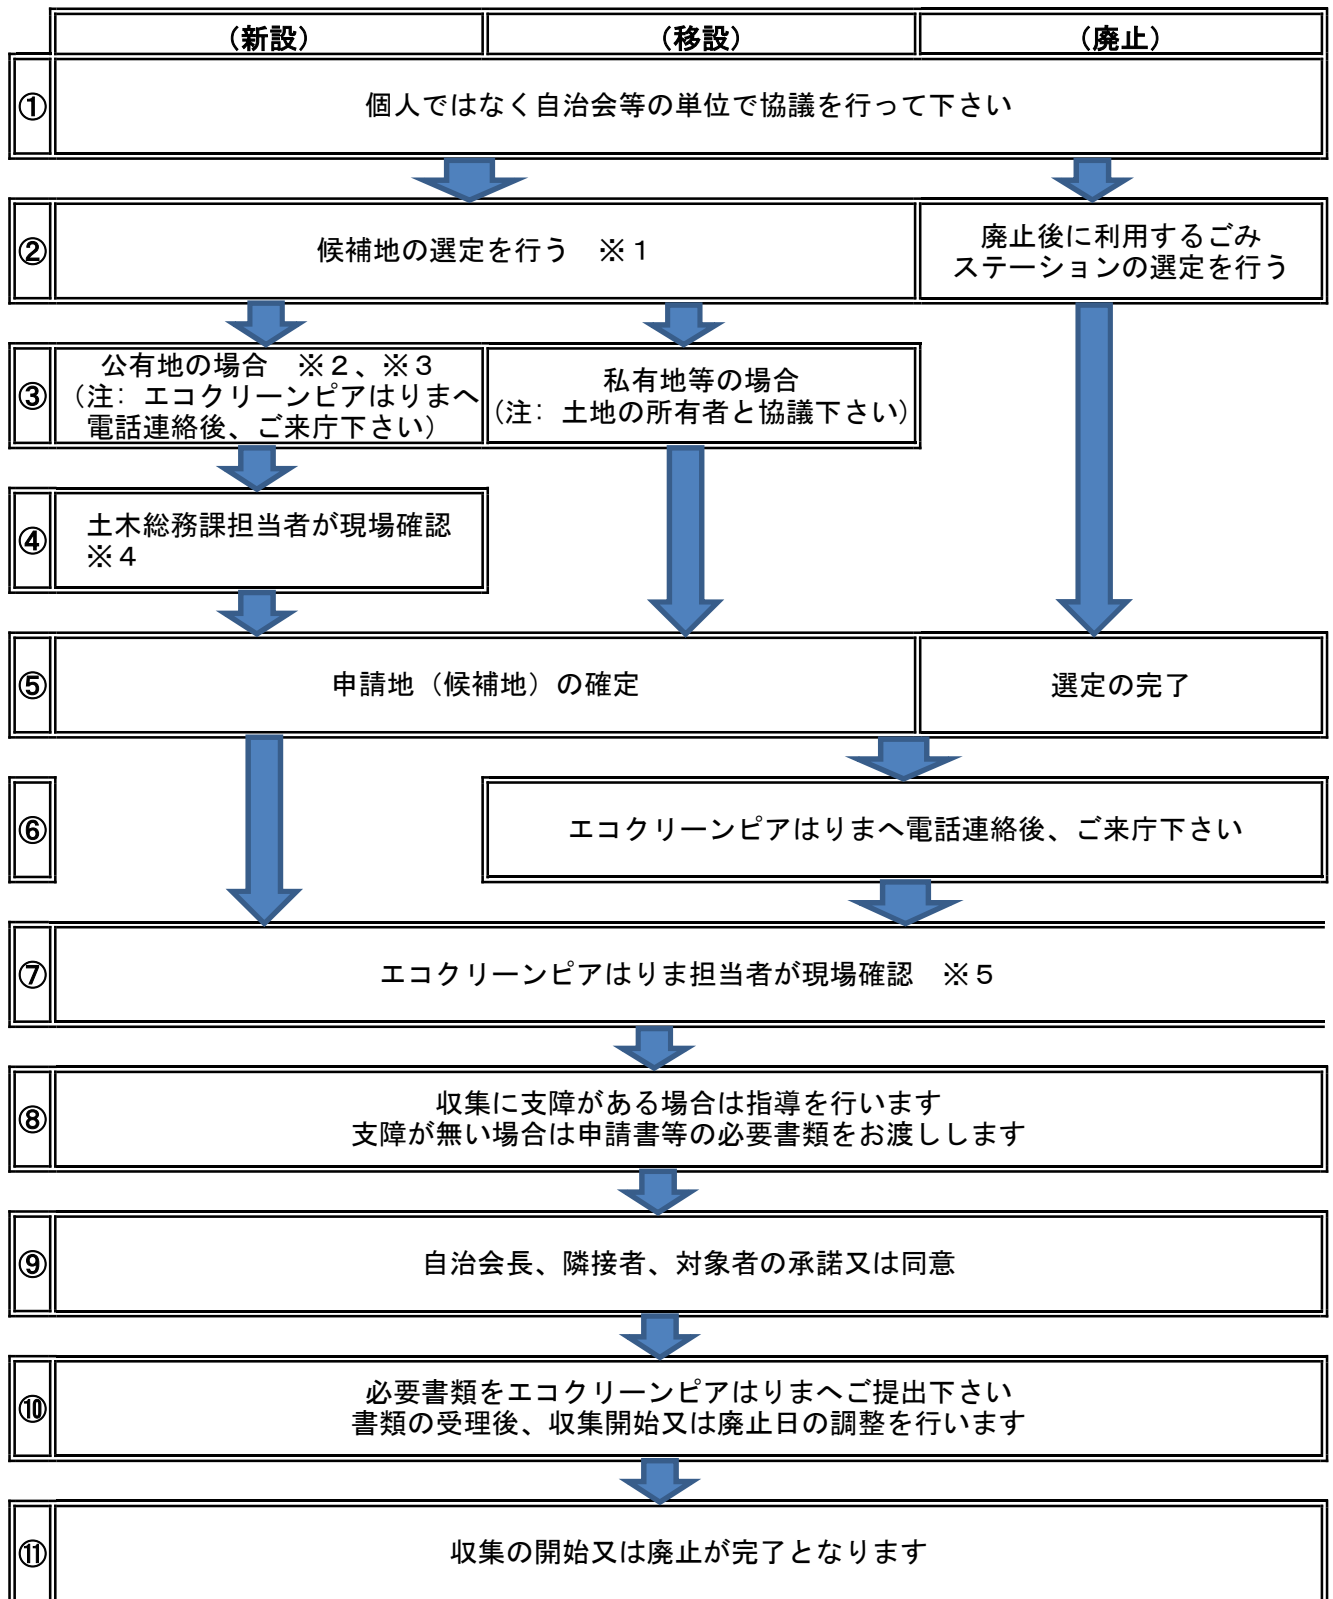 （新設）
（移設）
（廃止）
①
個人ではなく自治会等の単位で協議を行って下さい
②
候補地の選定を行う　※１
廃止後に利用するごみ
ステーションの選定を行う
③
公有地の場合　※２、※３
（注：エコクリーンピアはりまへ
電話連絡後、ご来庁下さい）
私有地等の場合
（注：土地の所有者と協議下さい）
④
土木総務課担当者が現場確認
※４
⑤
申請地（候補地）の確定
選定の完了
⑥
エコクリーンピアはりまへ電話連絡後、ご来庁下さい
⑦
エコクリーンピアはりま担当者が現場確認　※５
⑧
収集に支障がある場合は指導を行います
支障が無い場合は申請書等の必要書類をお渡しします
⑨
自治会長、隣接者、対象者の承諾又は同意
⑩
必要書類をエコクリーンピアはりまへご提出下さい
書類の受理後、収集開始又は廃止日の調整を行います
⑪
収集の開始又は廃止が完了となります